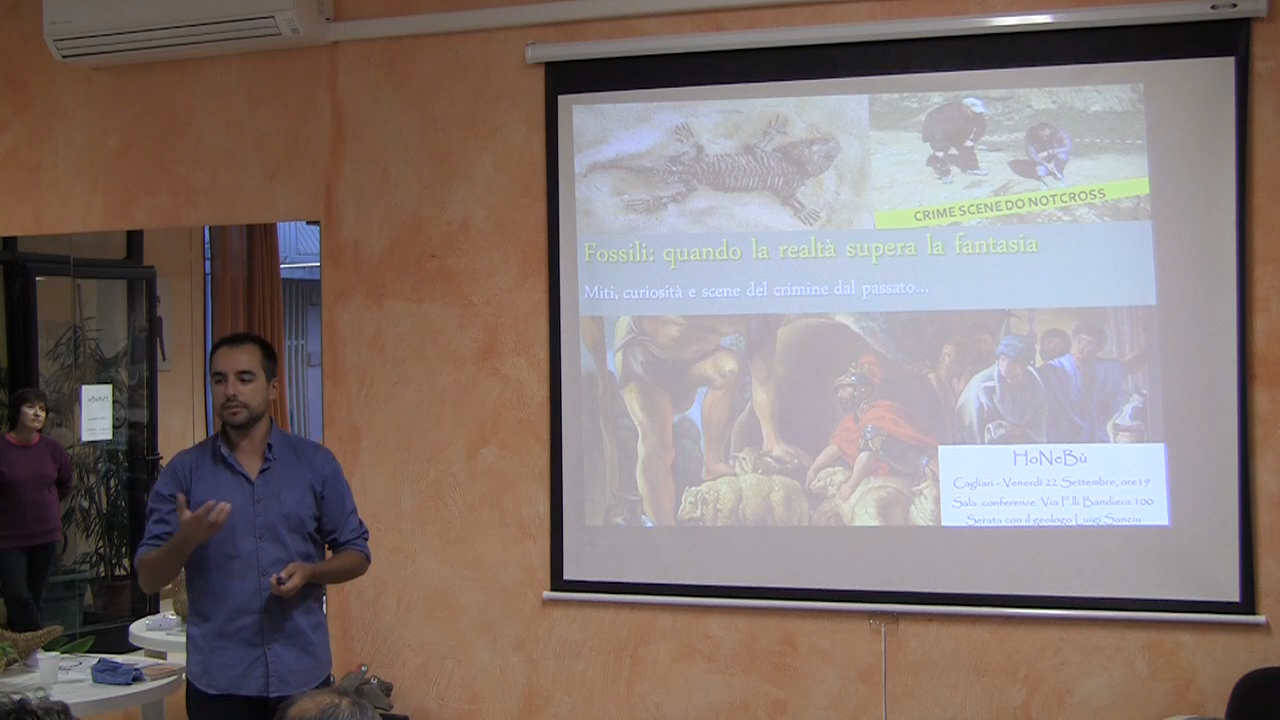 CRIME SCENE DO NOT CROSS
Fossili: quando la realtà supera la fantasia
Miti, curiosità e scene del crimine dal passato...
HoNeBù
Cagliari - Venerdì 22 Settembre, ore 19
Sala conferenze Via F.lli Bandiera 100
Serata con il geologo Luigi Sanciu